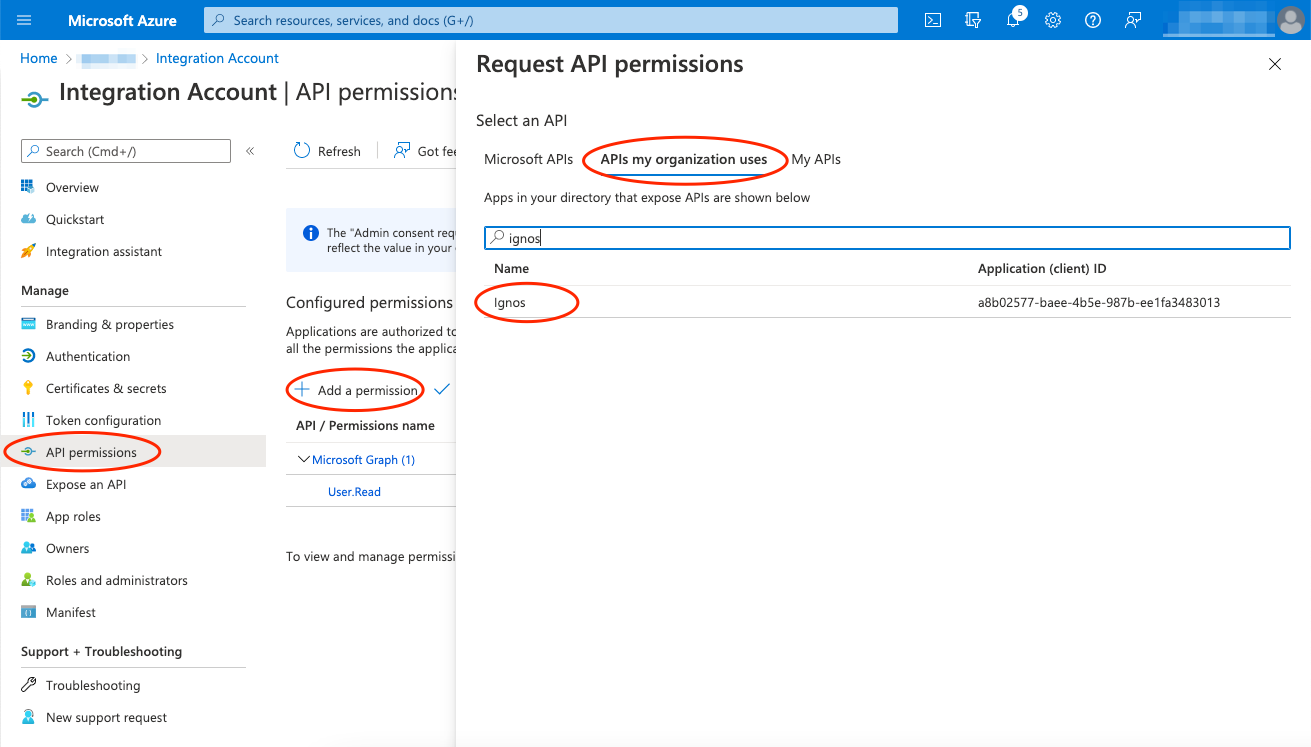 Microsoft Azure
Search resources, services, and docs (G+/)
5
Home
Integration Account
Integration Account | API permissions
Search (Cmd+/)
«
Overview
Quickstart
Integration assistant
Manage
Branding & properties
Authentication
Certificates & secrets
Token configuration
API permissions
Expose an API
App roles
Owners
Roles and administrators
Manifest
Support + Troubleshooting
Troubleshooting
New support request
Refresh
Got fee
The "Admin consent requ
reflect the value in your
Configured permissions
Applications are authorized to
all the permissions the applica
Add a permission
API / Permissions name
Microsoft Graph (1)
User.Read
To view and manage permissi
Request API permissions
Select an API
Microsoft APIs
APIs my organization uses
My APIs
Apps in your directory that expose APIs are shown below
ignos
Name
Application (client) ID
Ignos
a8b02577-baee-4b5e-987b-ee1fa3483013